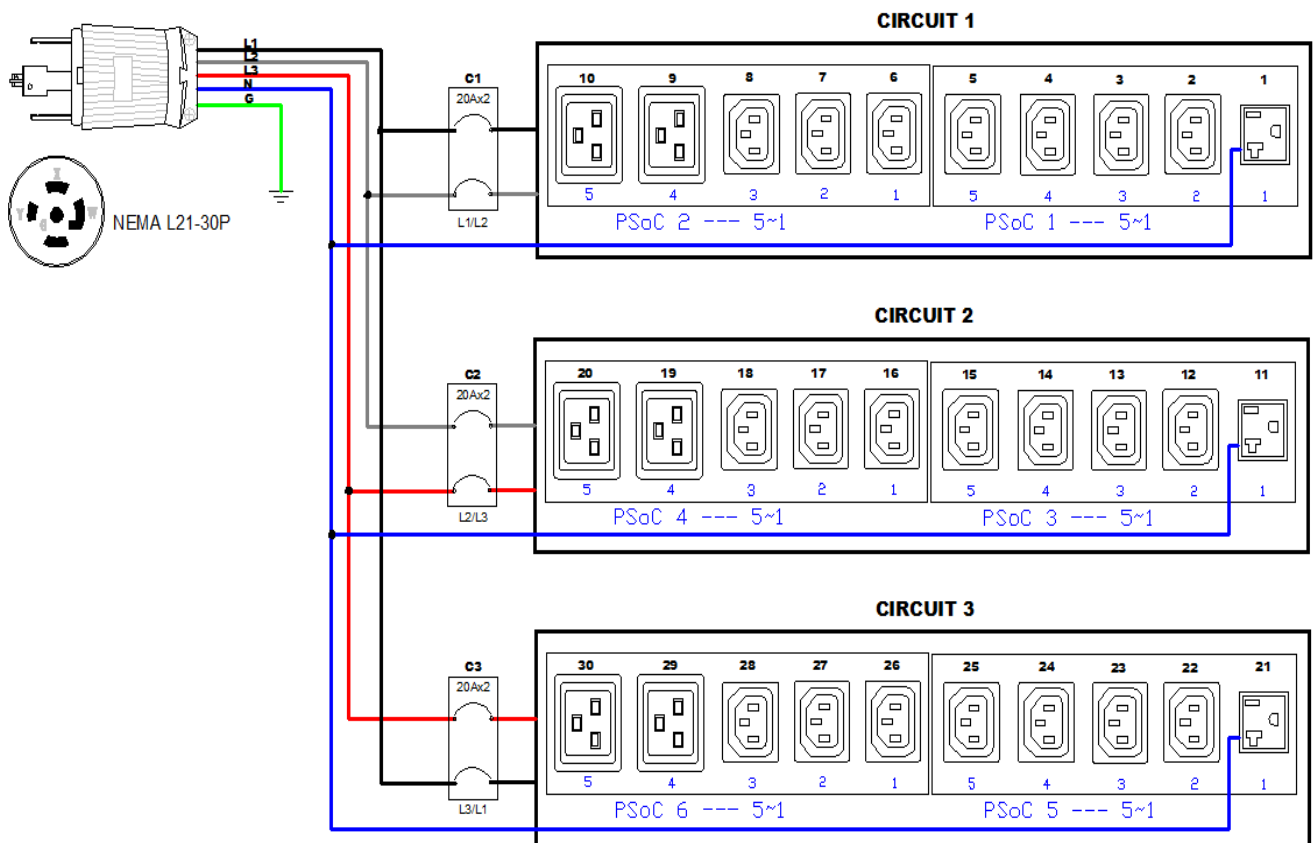 CIRCUIT 1
L1
L2
L3
N
G
C1
20Ax2
L1/L2
10 9 8 7 6 5 4 3 2 1
5 4 3 2 1 5 4 3 2 1
PSoC 2 --- 5~1 PSoC 1 --- 5~1
X
Y
W
NEMA L21-30P
CIRCUIT 2
C2
20Ax2
L2/L3
20 19 18 17 16 15 14 13 12 11
5 4 3 2 1 5 4 3 2 1
PSoC 4 --- 5~1 PSoC 3 --- 5~1
CIRCUIT 3
C3
20Ax2
L3/L1
30 29 28 27 26 25 24 23 22 21
5 4 3 2 1 5 4 3 2 1
PSoC 6 --- 5~1 PSoC 5 --- 5~1